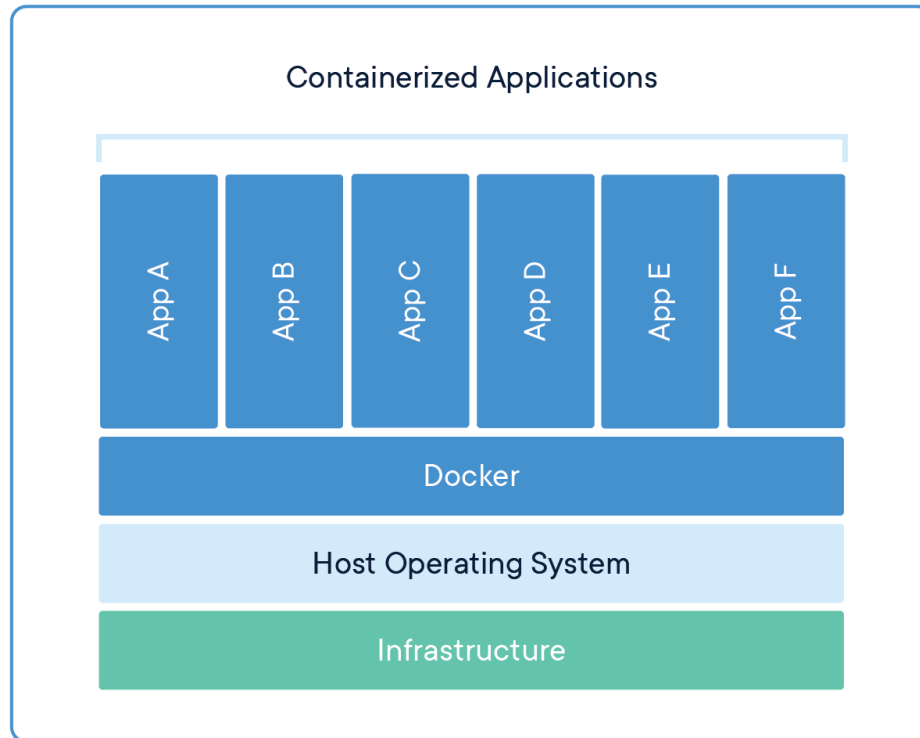 Containerized Applications
App A
App B
App C
App D
App E
App F
Docker
Host Operating System
Infrastructure